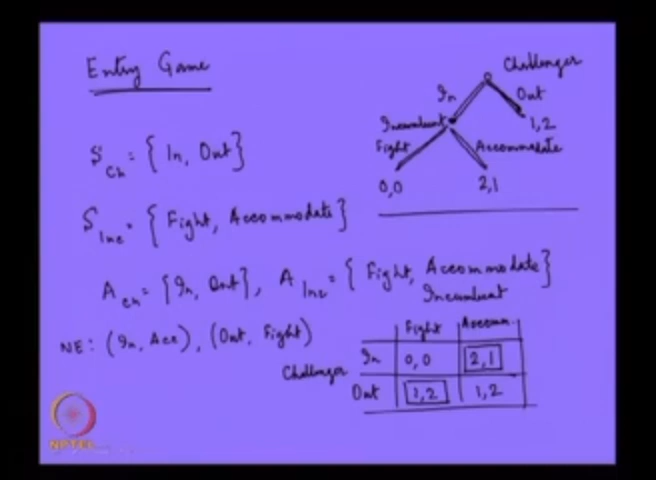 Entry Game
Challenger
In
Out
Incumbent
1,2
Fight
Accommodate
0,0
2,1
S_Ch = {In, Out}
S_Inc = {Fight, Accommodate}
A_Ch = {In, Out}, A_Inc = {Fight, Accommodate}
Incumbent
NE: (In, Acc), (Out, Fight)
Fight Accomm.
Challenger
In 0,0 2,1
Out 1,2 1,2
NPTEL